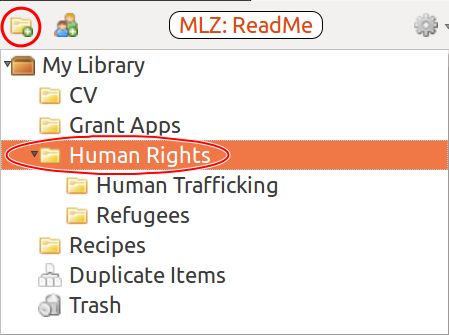 MLZ: ReadMe
My Library
CV
Grant Apps
Human Rights
Human Trafficking
Refugees
Recipes
Duplicate Items
Trash